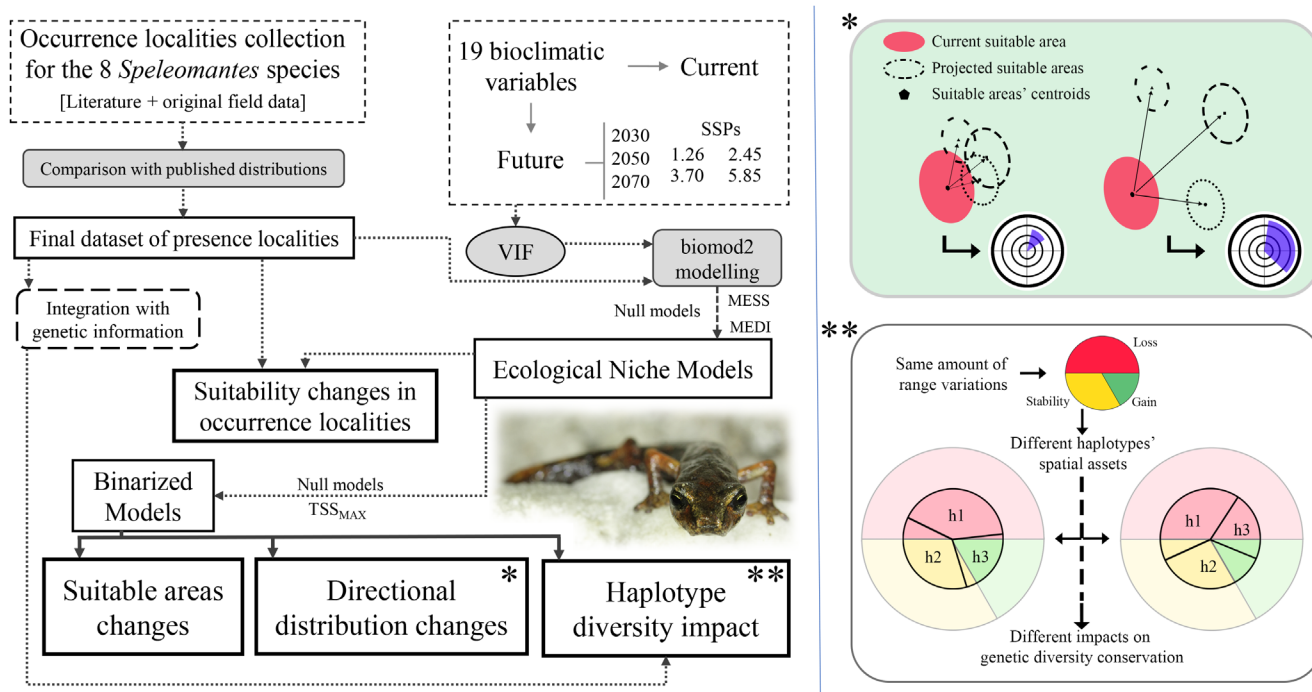 Occurrence localities collection
for the 8 Speleomantes species
[Literature + original field data]
Comparison with published distributions
Final dataset of presence localities
Integration with
genetic information
19 bioclimatic
variables
Current
Future
2030
2050
2070
SSPs
1.26 2.45
3.70 5.85
VIF
biomod2
modelling
Null models
MESS
MEDI
Ecological Niche Models
Suitability changes in
occurrence localities
Binarized
Models
Null models
TSSMAX
Suitable areas
changes
*
Directional
distribution changes
**
Haplotype
diversity impact
*
Current suitable area
Projected suitable areas
Suitable areas' centroids
**
Same amount of
range variations
Loss
Stability
Gain
Different haplotypes'
spatial assets
h1
h2
h3
h1
h3
h2
Different impacts on
genetic diversity conservation